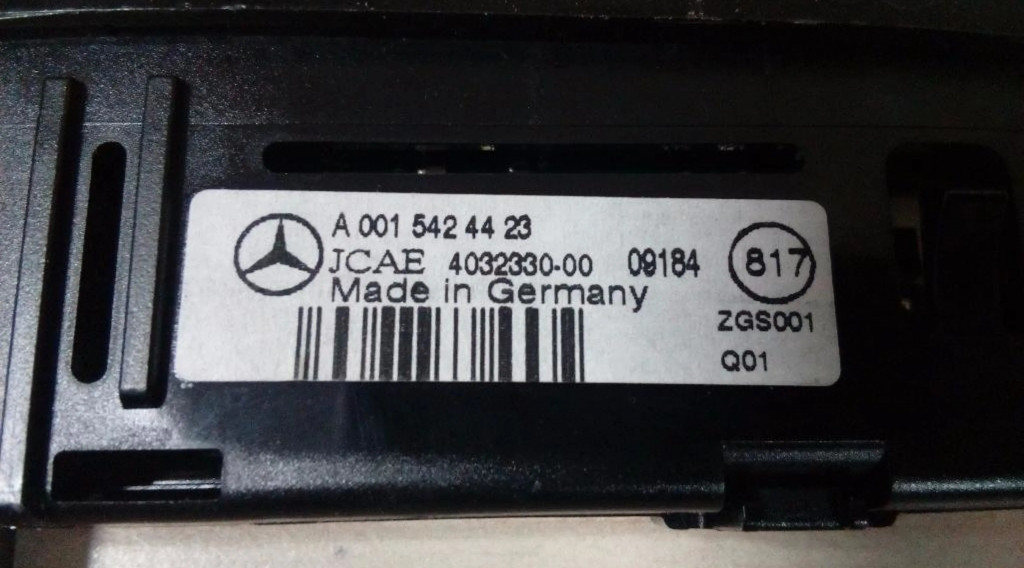 A 001 542 44 23
JCAE 4032330-00 09184 817
Made in Germany
ZGS001
Q01